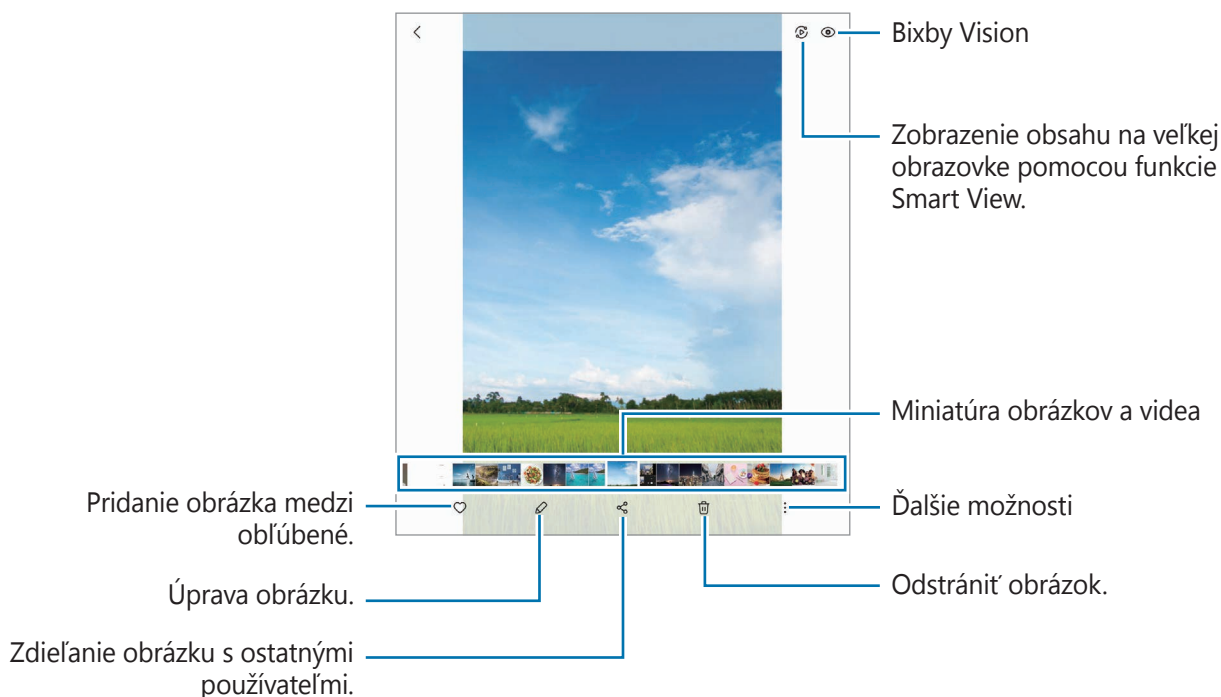 Bixby Vision
Zobrazenie obsahu na veľkej
obrazovke pomocou funkcie
Smart View.
Miniatúra obrázkov a videa
Pridanie obrázka medzi
obľúbené.
Ďalšie možnosti
Úprava obrázku.
Odstrániť obrázok.
Zdieľanie obrázku s ostatnými
používateľmi.